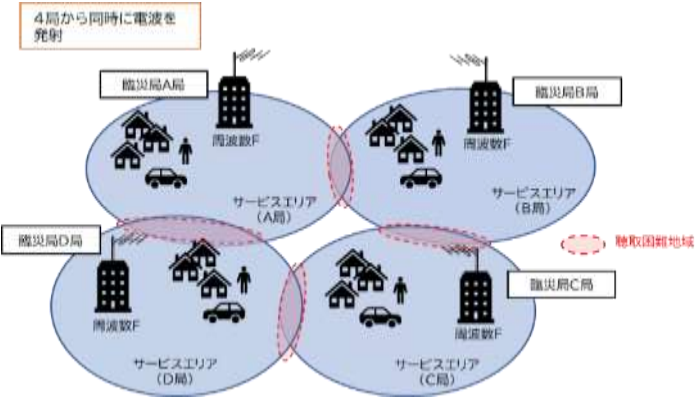 4局から同時に電波を
発射
臨災局A局
臨災局B局
周波数F
周波数F
サービスエリア
(A局)
サービスエリア
(B局)
臨災局D局
聴取困難地域
臨災局C局
周波数F
周波数F
サービスエリア
(D局)
サービスエリア
(C局)